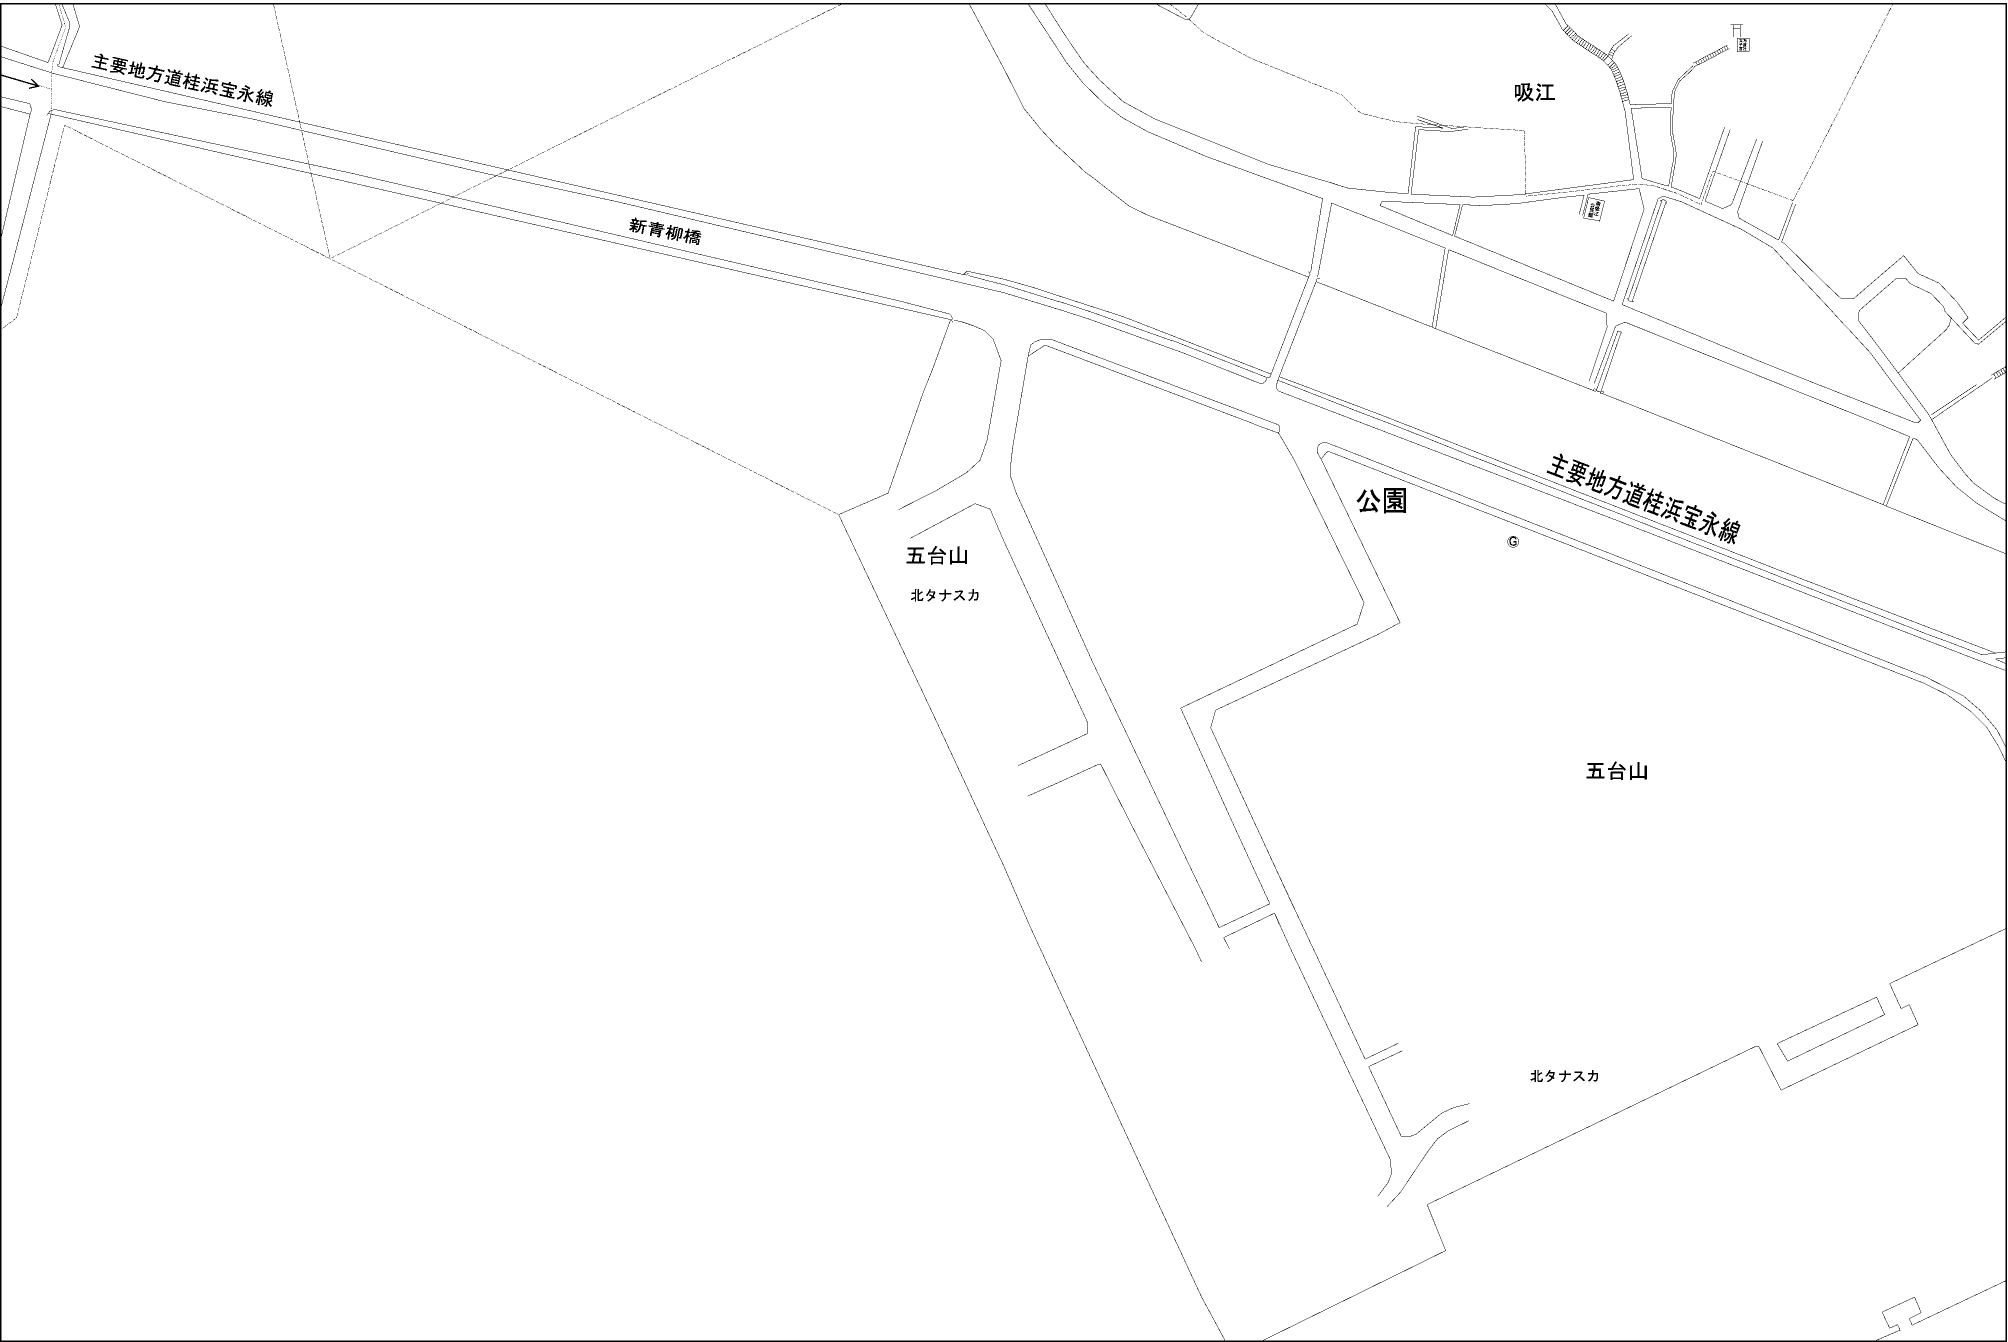 主要地方道桂浜宝永線
吸江
新青柳橋
主要地方道桂浜宝永線
公園
G
五台山
北タナスカ
五台山
北タナスカ